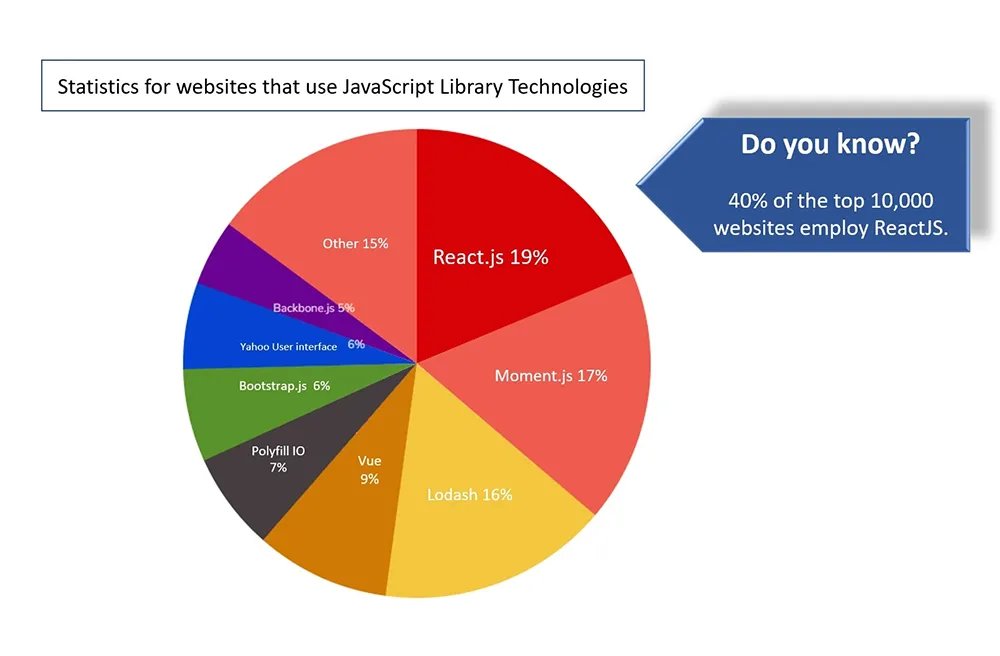 Statistics for websites that use JavaScript Library Technologies
Do you know?
40% of the top 10,000
websites employ ReactJS.
React.js 19%
Moment.js 17%
Lodash 16%
Vue
9%
Polyfill IO
7%
Bootstrap.js 6%
Yahoo User interface 6%
Backbone.js 5%
Other 15%